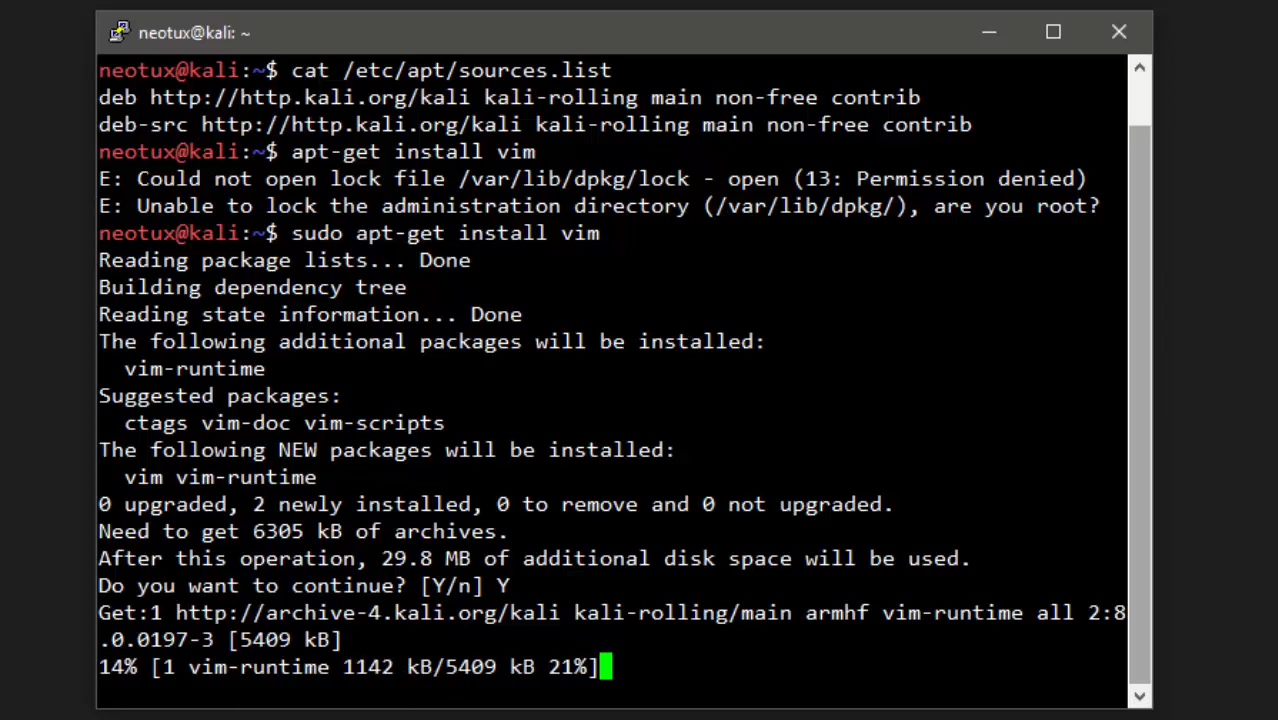 neotux@kali: ~
neotux@kali:~$ cat /etc/apt/sources.list
deb http://http.kali.org/kali kali-rolling main non-free contrib
deb-src http://http.kali.org/kali kali-rolling main non-free contrib
neotux@kali:~$ apt-get install vim
E: Could not open lock file /var/lib/dpkg/lock - open (13: Permission denied)
E: Unable to lock the administration directory (/var/lib/dpkg/), are you root?
neotux@kali:~$ sudo apt-get install vim
Reading package lists... Done
Building dependency tree
Reading state information... Done
The following additional packages will be installed:
  vim-runtime
Suggested packages:
  ctags vim-doc vim-scripts
The following NEW packages will be installed:
  vim vim-runtime
0 upgraded, 2 newly installed, 0 to remove and 0 not upgraded.
Need to get 6305 kB of archives.
After this operation, 29.8 MB of additional disk space will be used.
Do you want to continue? [Y/n] Y
Get:1 http://archive-4.kali.org/kali kali-rolling/main armhf vim-runtime all 2:8
.0.0197-3 [5409 kB]
14% [1 vim-runtime 1142 kB/5409 kB 21%]